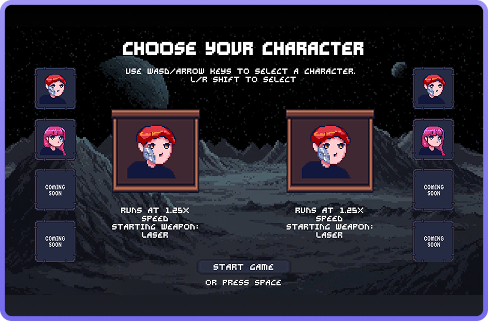 CHOOSE YOUR CHARACTER
USE WASD/ARROW KEYS TO SELECT A CHARACTER.
L/R SHIFT TO SELECT
COMING
SOON
COMING
SOON
RUNS AT 1.25X
SPEED
STARTING WEAPON:
LASER
RUNS AT 1.25X
SPEED
STARTING WEAPON:
LASER
COMING
SOON
COMING
SOON
START GAME
OR PRESS SPACE